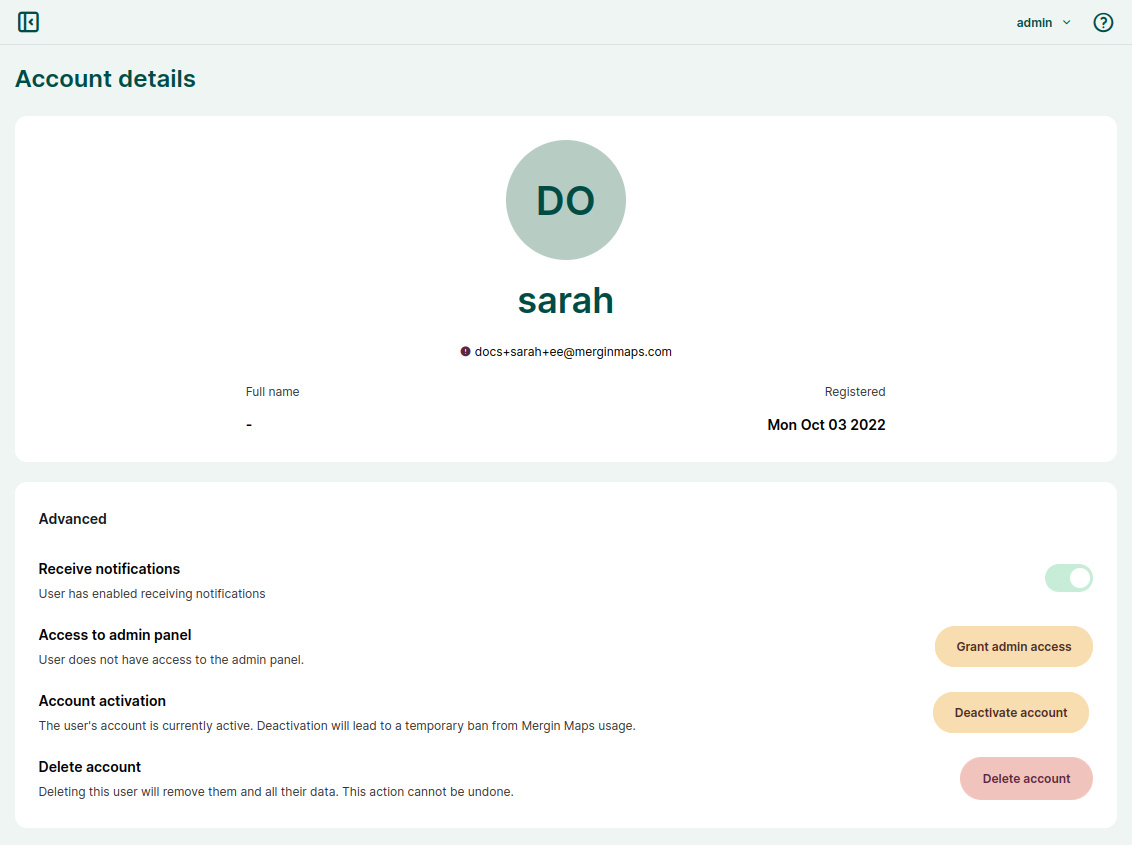 admin
Account details
DO
sarah
docs+sarah+ee@merginmaps.com
Full name
Registered
-
Mon Oct 03 2022
Advanced
Receive notifications
User has enabled receiving notifications
Access to admin panel
User does not have access to the admin panel.
Grant admin access
Account activation
The user's account is currently active. Deactivation will lead to a temporary ban from Mergin Maps usage.
Deactivate account
Delete account
Deleting this user will remove them and all their data. This action cannot be undone.
Delete account